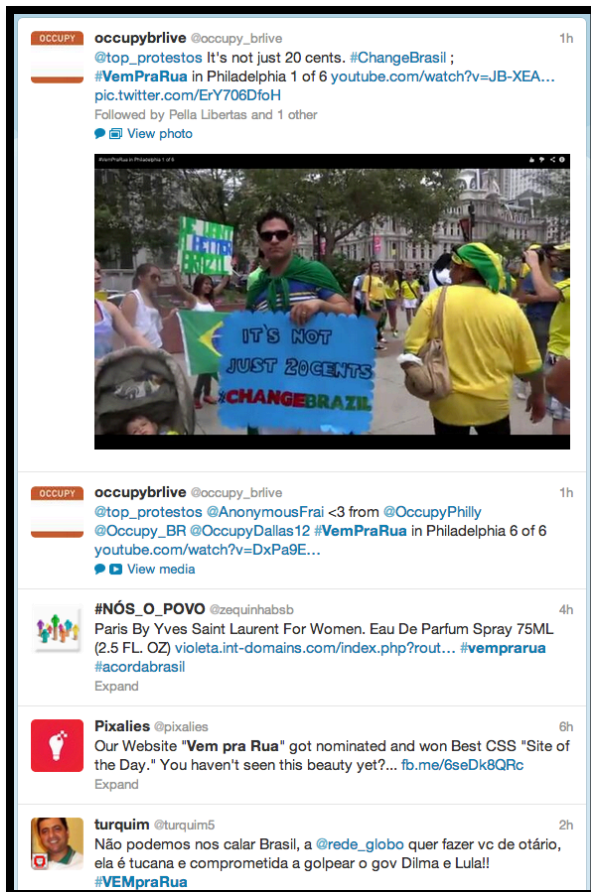 OCCUPY
occupybrlive @occupy_brlive 1h
@top_protestos It's not just 20 cents. #ChangeBrasil ;
#VemPraRua in Philadelphia 1 of 6 youtube.com/watch?v=JB-XEA...
pic.twitter.com/ErY706DfoH
Followed by Pella Libertas and 1 other
View photo
#VemPraRua in Philadelphia 1 of 6
WE WANT
A BETTER
BRAZIL
IT'S NOT
JUST 20CENTS
#CHANGEBRAZIL
OCCUPY
occupybrlive @occupy_brlive 1h
@top_protestos @AnonymousFrai <3 from @OccupyPhilly
@Occupy_BR @OccupyDallas12 #VemPraRua in Philadelphia 6 of 6
youtube.com/watch?v=DxPa9E...
View media
#NÓS_O_POVO @zequinhabsb 4h
Paris By Yves Saint Laurent For Women. Eau De Parfum Spray 75ML
(2.5 FL. OZ) violeta.int-domains.com/index.php?rout... #vemprarua
#acordabrasil
Expand
Pixalies @pixalies 6h
Our Website "Vem pra Rua" got nominated and won Best CSS "Site of
the Day." You haven't seen this beauty yet?... fb.me/6seDk8QRc
Expand
turquim @turquim5 2h
Não podemos nos calar Brasil, a @rede_globo quer fazer vc de otário,
ela é tucana e comprometida a golpear o gov Dilma e Lula!!
#VEMpraRua